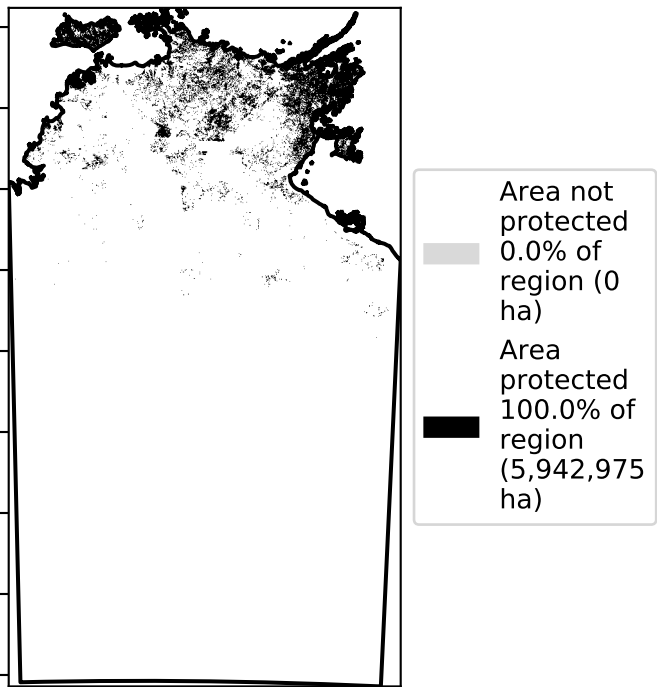 Area not
protected
0.0% of
region (0
ha)
Area
protected
100.0% of
region
(5,942,975
ha)